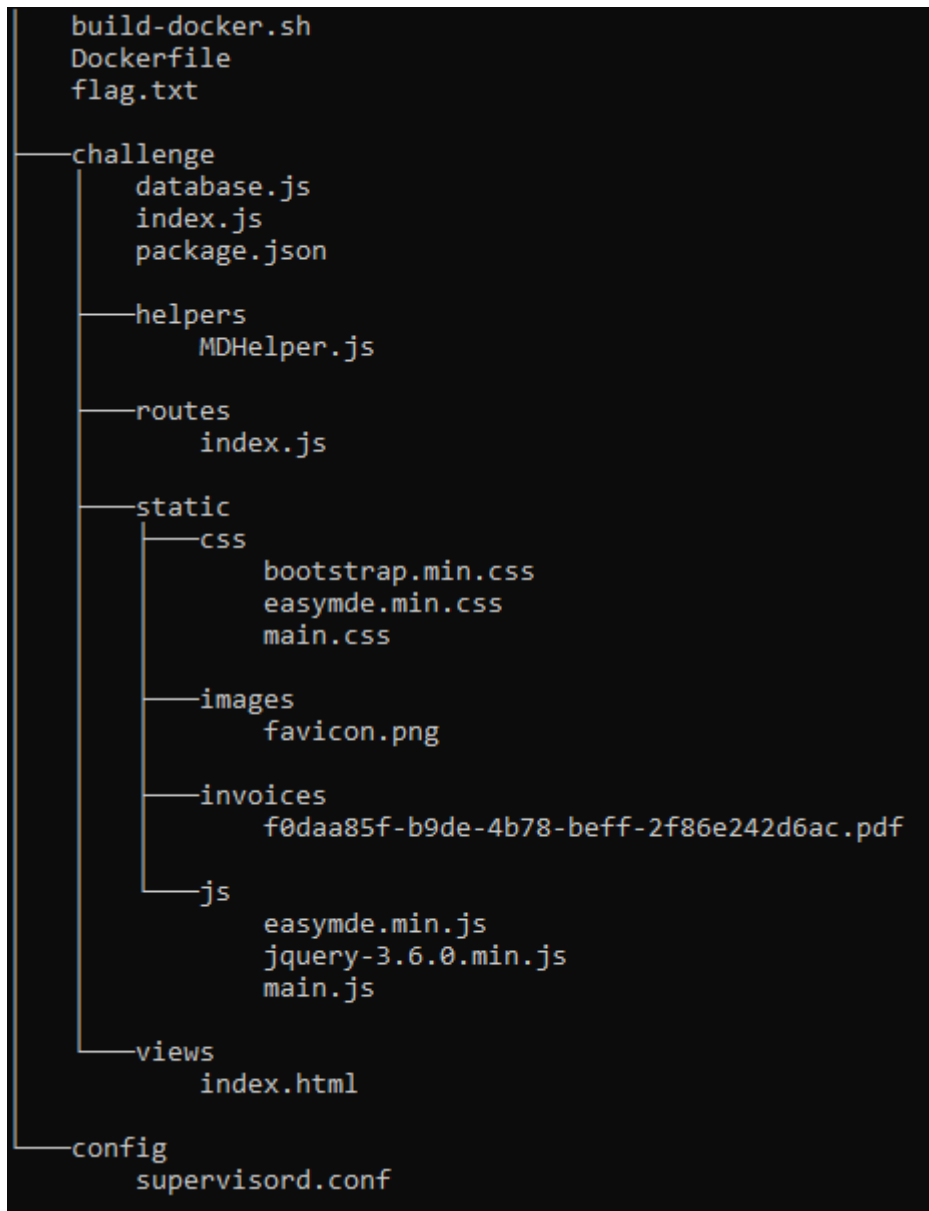 build-docker.sh
Dockerfile
flag.txt
challenge
database.js
index.js
package.json
helpers
MDHelper.js
routes
index.js
static
css
bootstrap.min.css
easymde.min.css
main.css
images
favicon.png
invoices
f0daa85f-b9de-4b78-beff-2f86e242d6ac.pdf
js
easymde.min.js
jquery-3.6.0.min.js
main.js
views
index.html
config
supervisord.conf